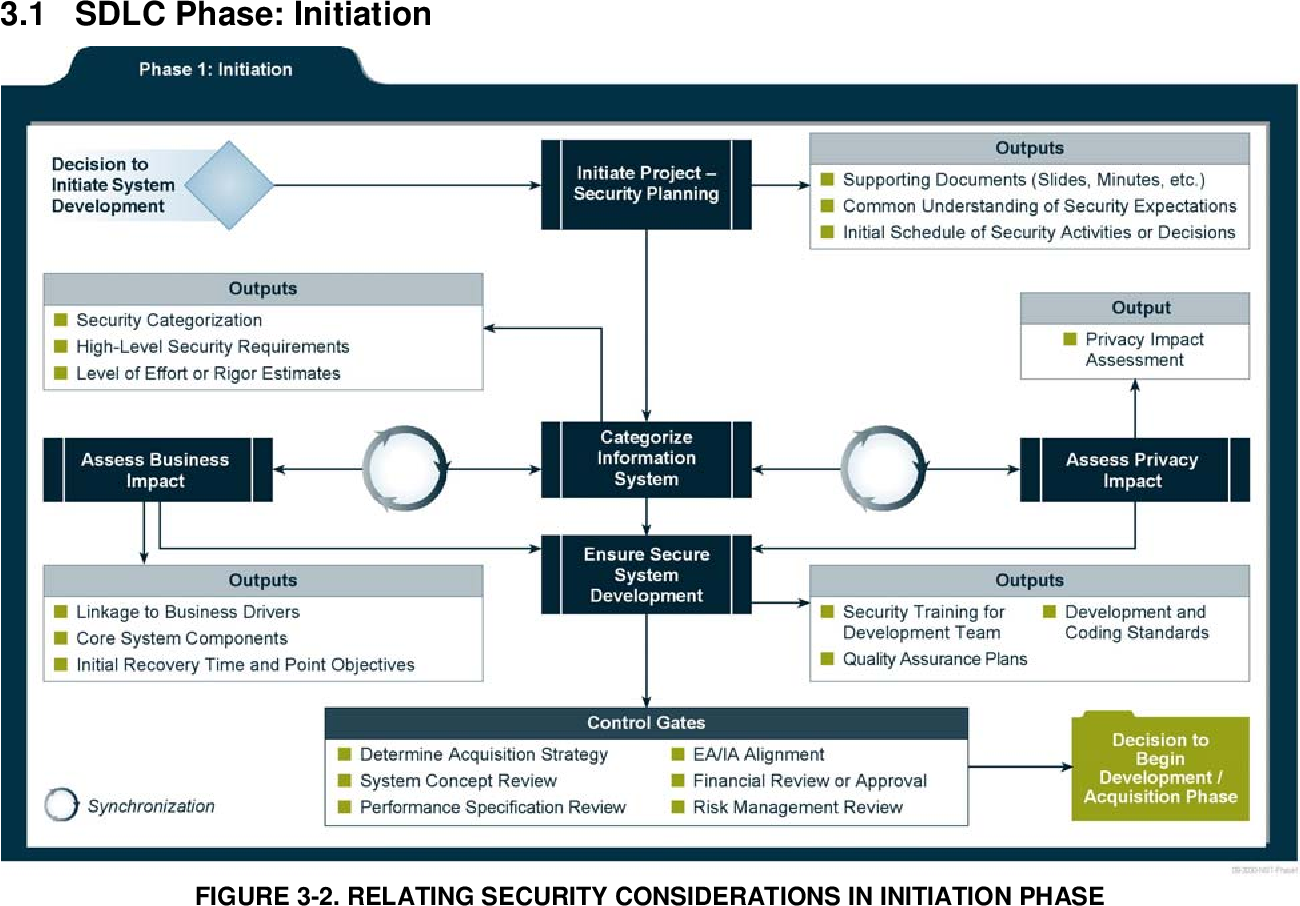 3.1 SDLC Phase: Initiation
Phase 1: Initiation
Decision to
Initiate System
Development
Initiate Project –
Security Planning
Outputs
Supporting Documents (Slides, Minutes, etc.)
Common Understanding of Security Expectations
Initial Schedule of Security Activities or Decisions
Outputs
Security Categorization
High-Level Security Requirements
Level of Effort or Rigor Estimates
Output
Privacy Impact
Assessment
Assess Business
Impact
Categorize
Information
System
Assess Privacy
Impact
Ensure Secure
System
Development
Outputs
Linkage to Business Drivers
Core System Components
Initial Recovery Time and Point Objectives
Outputs
Security Training for
Development Team
Quality Assurance Plans
Development and
Coding Standards
Control Gates
Determine Acquisition Strategy
System Concept Review
Performance Specification Review
EA/IA Alignment
Financial Review or Approval
Risk Management Review
Decision to
Begin
Development /
Acquisition Phase
Synchronization
FIGURE 3-2. RELATING SECURITY CONSIDERATIONS IN INITIATION PHASE